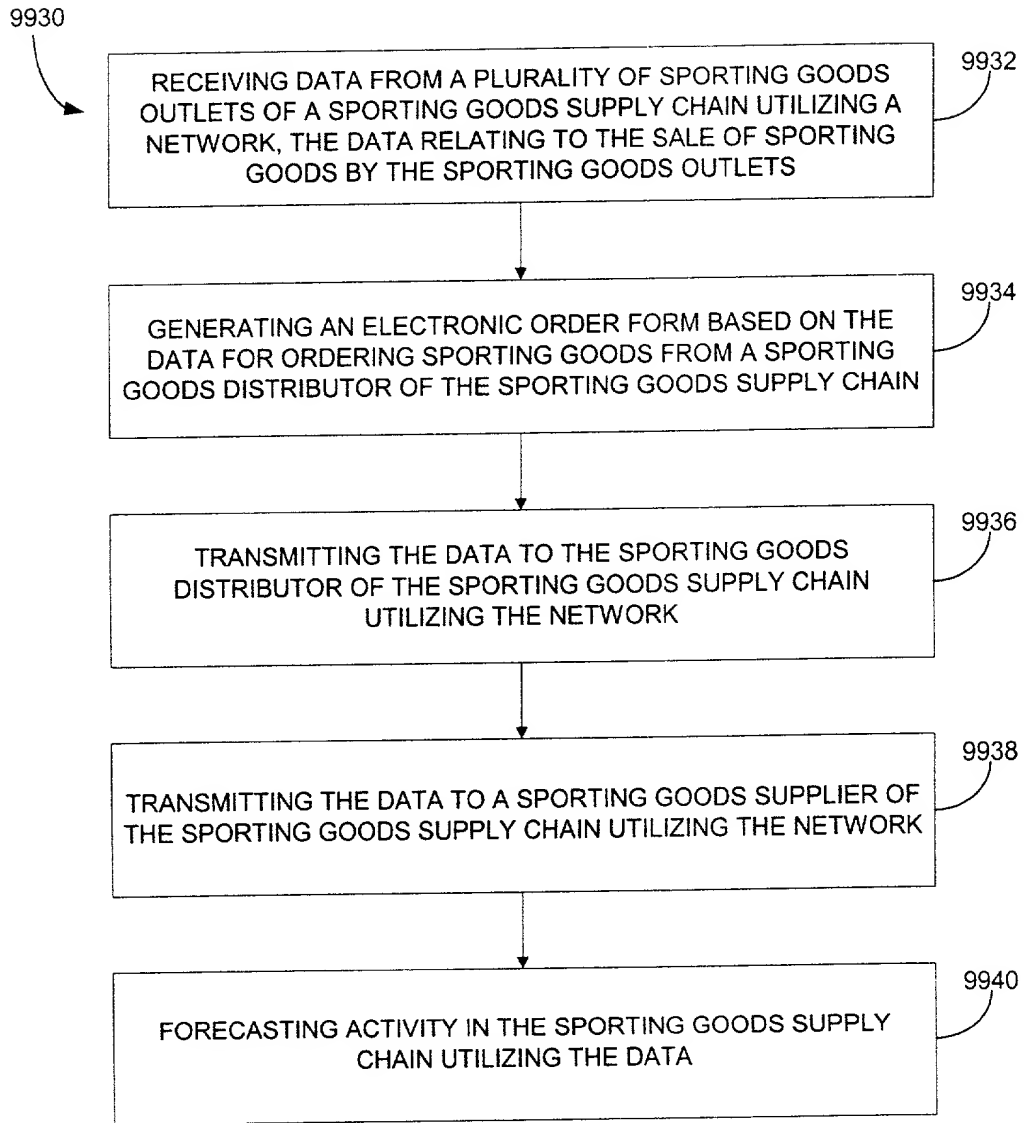 9930
RECEIVING DATA FROM A PLURALITY OF SPORTING GOODS
OUTLETS OF A SPORTING GOODS SUPPLY CHAIN UTILIZING A
NETWORK, THE DATA RELATING TO THE SALE OF SPORTING
GOODS BY THE SPORTING GOODS OUTLETS
9932
GENERATING AN ELECTRONIC ORDER FORM BASED ON THE
DATA FOR ORDERING SPORTING GOODS FROM A SPORTING
GOODS DISTRIBUTOR OF THE SPORTING GOODS SUPPLY CHAIN
9934
TRANSMITTING THE DATA TO THE SPORTING GOODS
DISTRIBUTOR OF THE SPORTING GOODS SUPPLY CHAIN
UTILIZING THE NETWORK
9936
TRANSMITTING THE DATA TO A SPORTING GOODS SUPPLIER OF
THE SPORTING GOODS SUPPLY CHAIN UTILIZING THE NETWORK
9938
FORECASTING ACTIVITY IN THE SPORTING GOODS SUPPLY
CHAIN UTILIZING THE DATA
9940